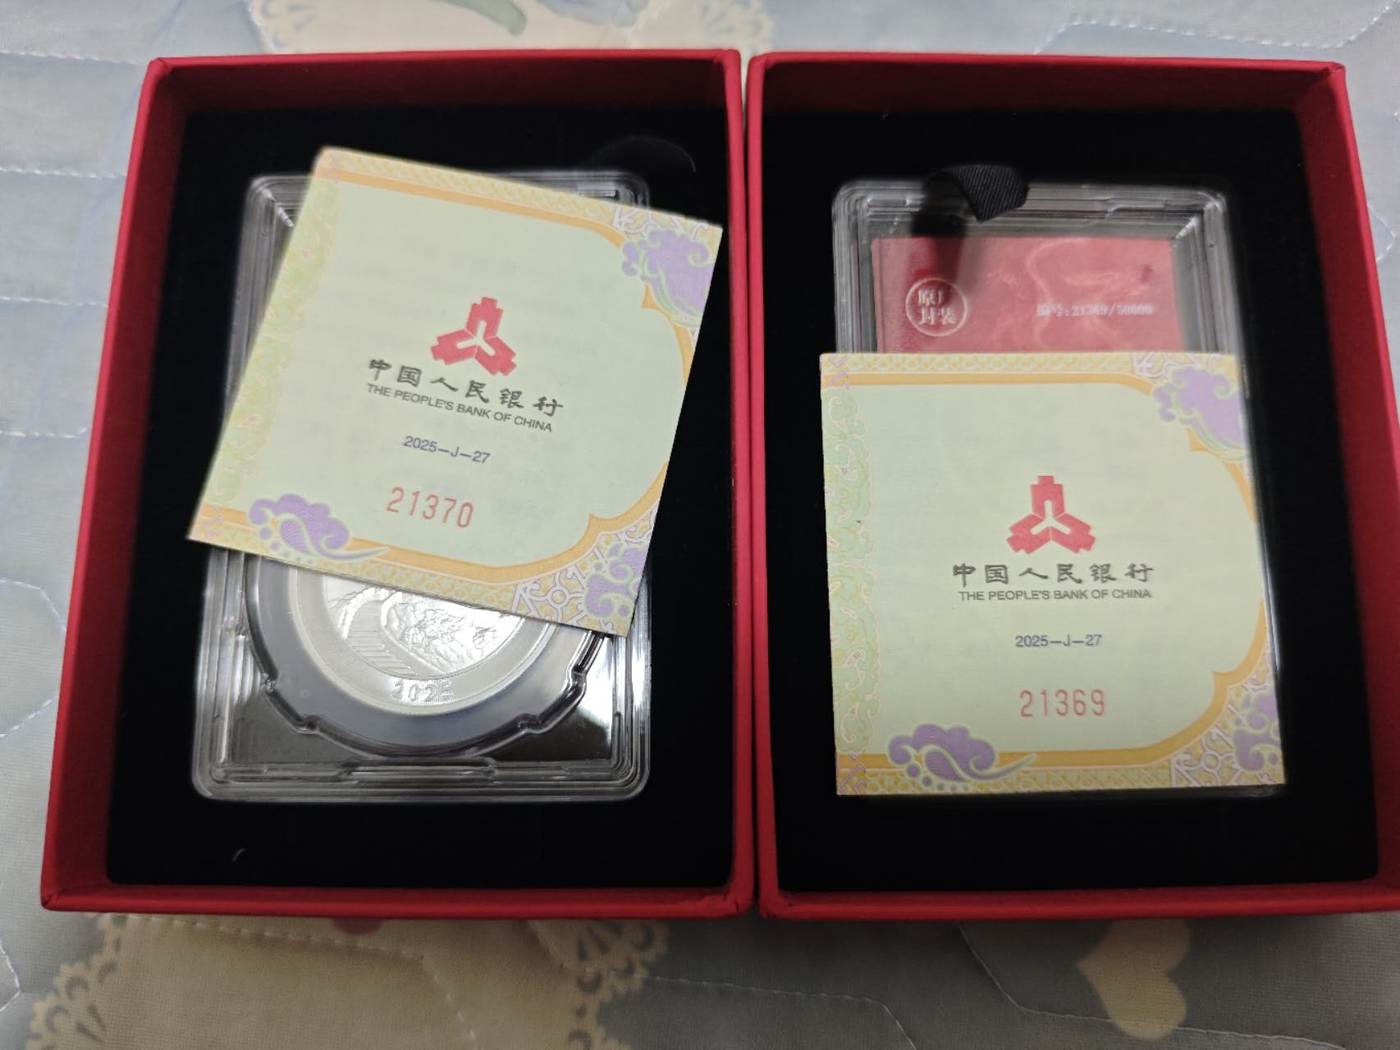 中国人民银行
THE PEOPLE'S BANK OF CHINA
2025—J—27
21370
2025
原厂
封装
编号:21369/50000
中国人民银行
THE PEOPLE'S BANK OF CHINA
2025—J—27
21369